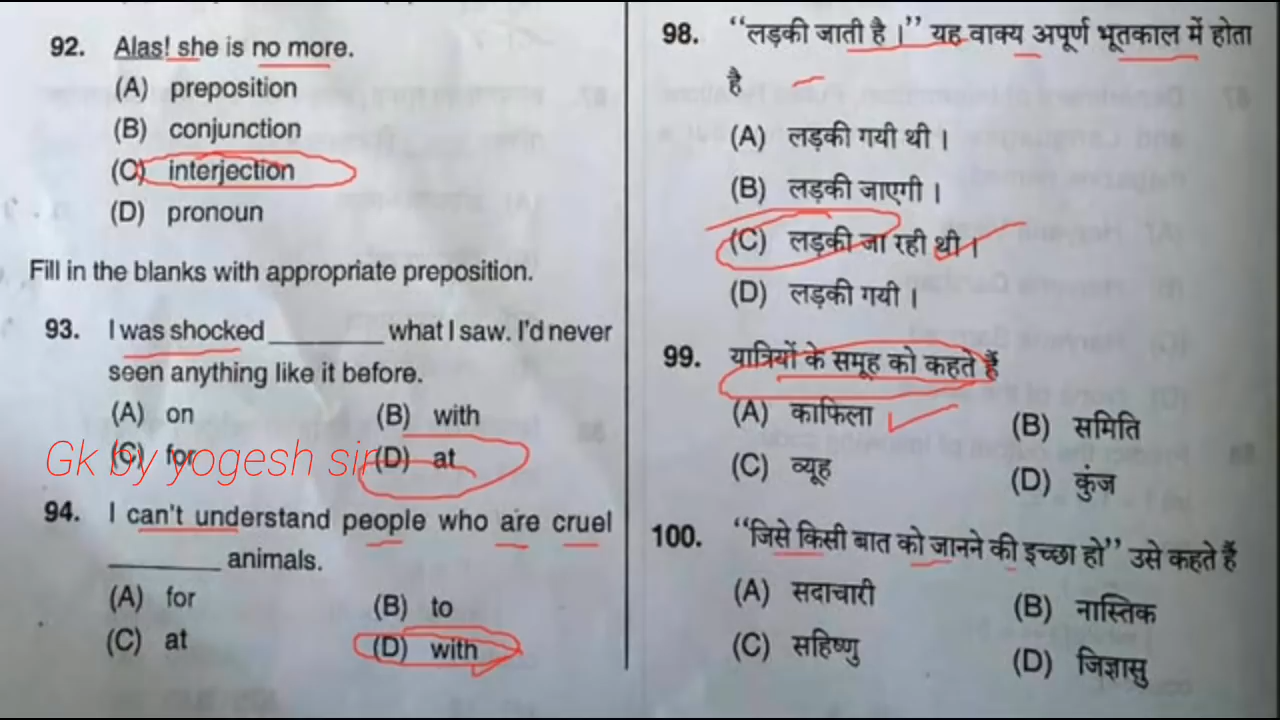 92. Alas! she is no more.
(A) preposition
(B) conjunction
(C) interjection
(D) pronoun
Fill in the blanks with appropriate preposition.
93. I was shocked ________ what I saw. I'd never
seen anything like it before.
(A) on (B) with
(C) for (D) at
Gk by yogesh sir
94. I can't understand people who are cruel
________ animals.
(A) for (B) to
(C) at (D) with
98. “लड़की जाती है।” यह वाक्य अपूर्ण भूतकाल में होता
है
(A) लड़की गयी थी।
(B) लड़की जाएगी।
(C) लड़की जा रही थी।
(D) लड़की गयी।
99. यात्रियों के समूह को कहते हैं
(A) काफिला (B) समिति
(C) व्यूह (D) कुंज
100. “जिसे किसी बात को जानने की इच्छा हो” उसे कहते हैं
(A) सदाचारी (B) नास्तिक
(C) सहिष्णु (D) जिज्ञासु